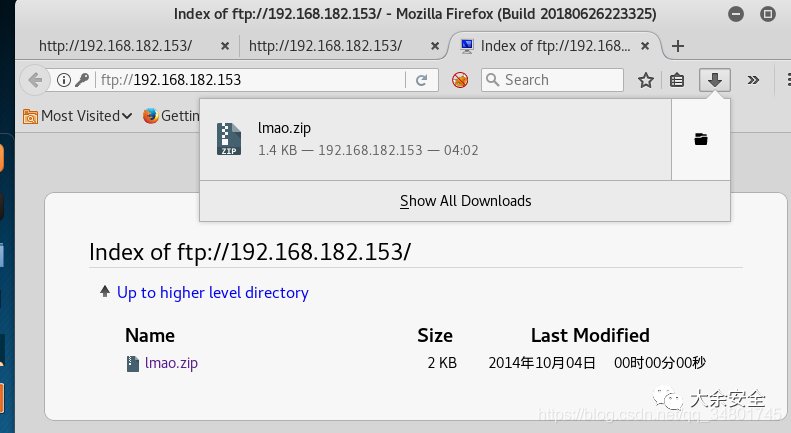 Index of ftp://192.168.182.153/ - Mozilla Firefox (Build 20180626223325)
http://192.168.182.153/ × http://192.168.182.153/ × Index of ftp://192.168... × +
ftp://192.168.182.153 Search
Most Visited Gettin
lmao.zip
ZIP
1.4 KB — 192.168.182.153 — 04:02
Show All Downloads
Index of ftp://192.168.182.153/
Up to higher level directory
Name Size Last Modified
lmao.zip 2 KB 2014年10月04日 00时00分00秒
大余安全
https://blog.csdn.net/qq_34801745